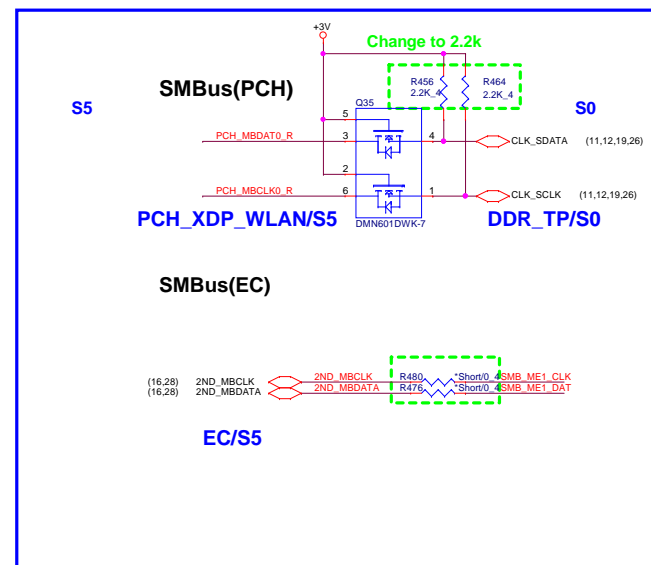 +3V
Change to 2.2k
R456
2.2K_4
R464
2.2K_4
SMBus(PCH)
S5
S0
Q35
5
PCH_MBDAT0_R
3
4
CLK_SDATA (11,12,19,26)
2
PCH_MBCLK0_R
6
1
CLK_SCLK (11,12,19,26)
PCH_XDP_WLAN/S5
DDR_TP/S0
DMN601DWK-7
SMBus(EC)
(16,28) 2ND_MBCLK 2ND_MBCLK R480 *Short/0_4 SMB_ME1_CLK
(16,28) 2ND_MBDATA 2ND_MBDATA R476 *Short/0_4 SMB_ME1_DAT
EC/S5